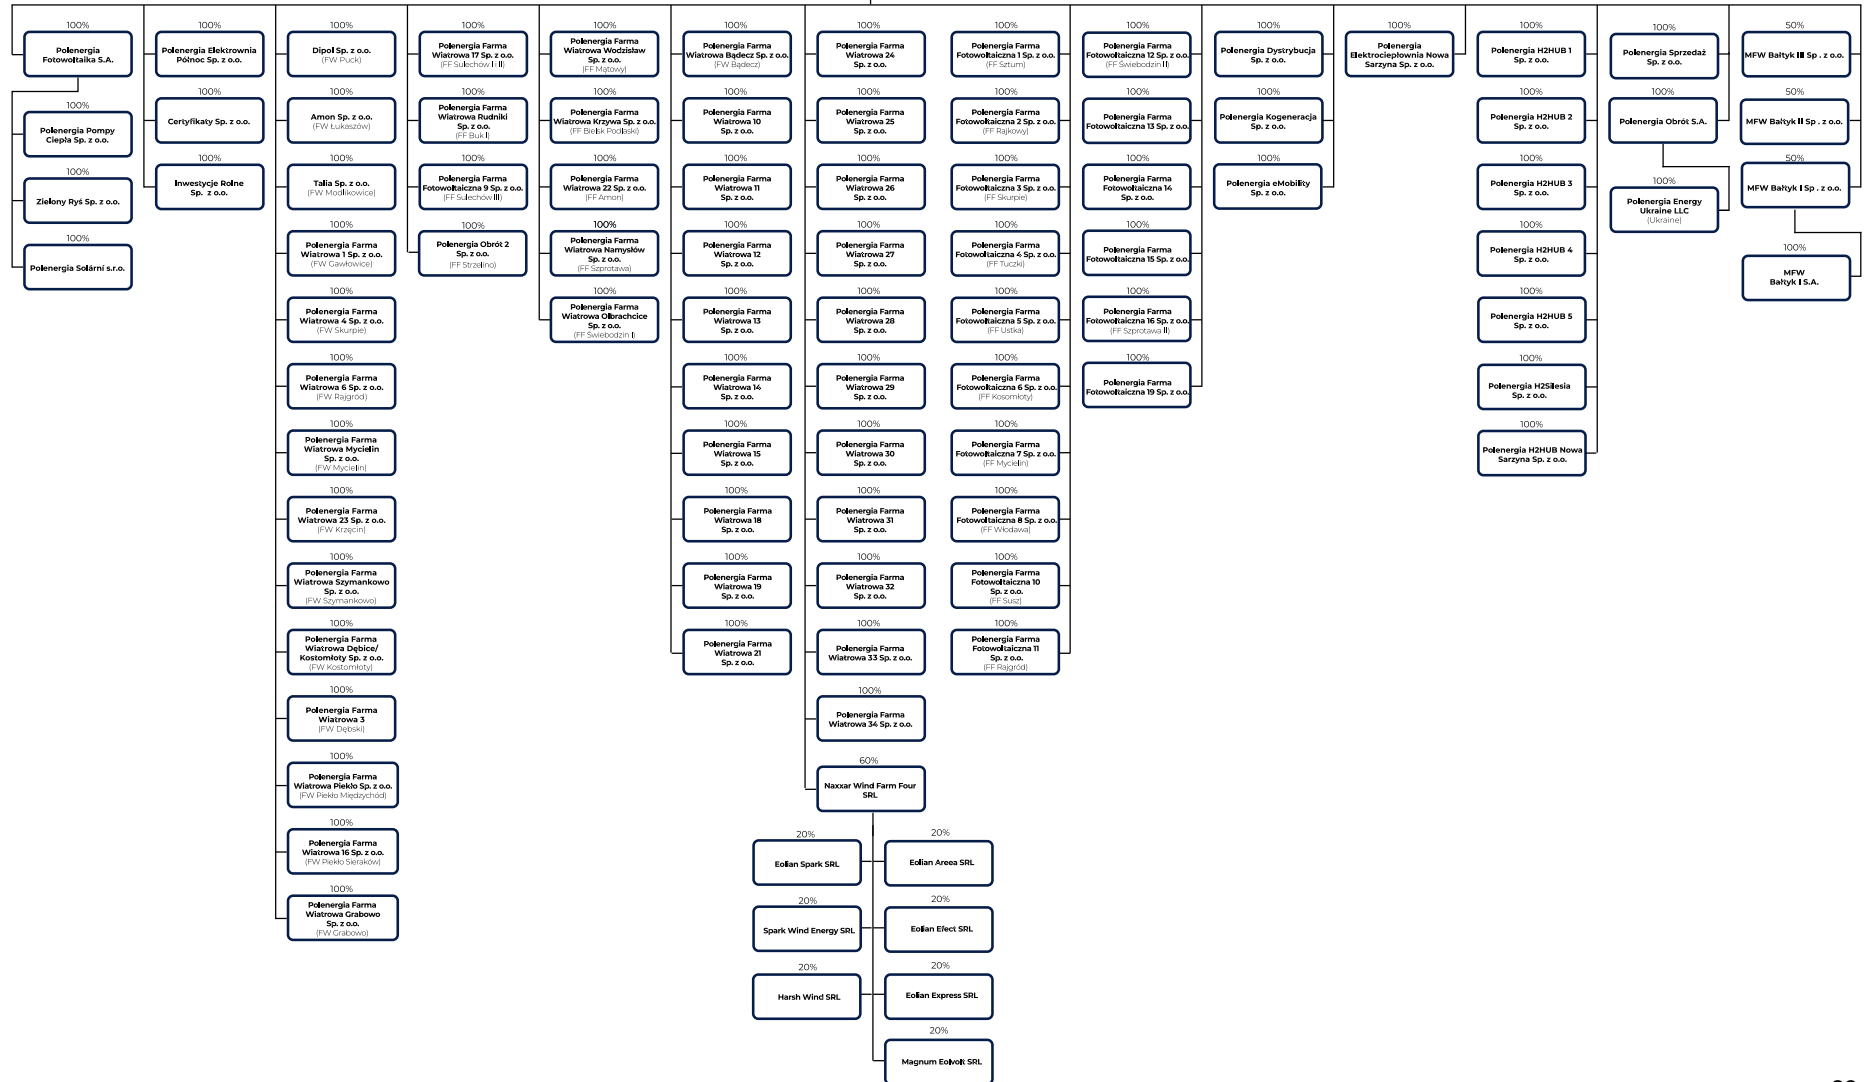 100%
Polenergia
Fotowoltaika S.A.
100%
Polenergia Pompy
Ciepła Sp. z o.o.
100%
Zielony Ryś Sp. z o.o.
100%
Polenergia Solární s.r.o.
100%
Polenergia Elektrownia
Północ Sp. z o.o.
100%
Certyfikaty Sp. z o.o.
100%
Inwestycje Rolne
Sp. z o.o.
100%
Dipol Sp. z o.o.
(FW Puck)
100%
Amon Sp. z o.o.
(FW Łukaszów)
100%
Talia Sp. z o.o.
(FW Modlikowice)
100%
Polenergia Farma
Wiatrowa 1 Sp. z o.o.
(FW Gawłowice)
100%
Polenergia Farma
Wiatrowa 4 Sp. z o.o.
(FW Skurpie)
100%
Polenergia Farma
Wiatrowa 6 Sp. z o.o.
(FW Rajgród)
100%
Polenergia Farma
Wiatrowa Mycielin
Sp. z o.o.
(FW Mycielin)
100%
Polenergia Farma
Wiatrowa 23 Sp. z o.o.
(FW Krzęcin)
100%
Polenergia Farma
Wiatrowa Szymankowo
Sp. z o.o.
(FW Szymankowo)
100%
Polenergia Farma
Wiatrowa Dębice/
Kostomłoty Sp. z o.o.
(FW Kostomłoty)
100%
Polenergia Farma
Wiatrowa 3
(FW Dębski)
100%
Polenergia Farma
Wiatrowa Piekło Sp. z o.o.
(FW Piekło Międzychód)
100%
Polenergia Farma
Wiatrowa 16 Sp. z o.o.
(FW Piekło Sieraków)
100%
Polenergia Farma
Wiatrowa Grabowo
Sp. z o.o.
(FW Grabowo)
100%
Polenergia Farma
Wiatrowa 17 Sp. z o.o.
(FF Sulechów I i II)
100%
Polenergia Farma
Wiatrowa Rudniki
Sp. z o.o.
(FF Buk I)
100%
Polenergia Farma
Fotowoltaiczna 9 Sp. z o.o.
(FF Sulechów III)
100%
Polenergia Obrót 2
Sp. z o.o.
(FF Strzelino)
100%
Polenergia Farma
Wiatrowa Wodzisław
Sp. z o.o.
(FF Mątowy)
100%
Polenergia Farma
Wiatrowa Krzywa Sp. z o.o.
(FF Bielsk Podlaski)
100%
Polenergia Farma
Wiatrowa 22 Sp. z o.o.
(FF Amon)
100%
Polenergia Farma
Wiatrowa Namysłów
Sp. z o.o.
(FF Szprotawa)
100%
Polenergia Farma
Wiatrowa Olbrachcice
Sp. z o.o.
(FF Świebodzin I)
100%
Polenergia Farma
Wiatrowa Bądecz Sp. z o.o.
(FW Bądecz)
100%
Polenergia Farma
Wiatrowa 10
Sp. z o.o.
100%
Polenergia Farma
Wiatrowa 11
Sp. z o.o.
100%
Polenergia Farma
Wiatrowa 12
Sp. z o.o.
100%
Polenergia Farma
Wiatrowa 13
Sp. z o.o.
100%
Polenergia Farma
Wiatrowa 14
Sp. z o.o.
100%
Polenergia Farma
Wiatrowa 15
Sp. z o.o.
100%
Polenergia Farma
Wiatrowa 18
Sp. z o.o.
100%
Polenergia Farma
Wiatrowa 19
Sp. z o.o.
100%
Polenergia Farma
Wiatrowa 21
Sp. z o.o.
100%
Polenergia Farma
Wiatrowa 24
Sp. z o.o.
100%
Polenergia Farma
Wiatrowa 25
Sp. z o.o.
100%
Polenergia Farma
Wiatrowa 26
Sp. z o.o.
100%
Polenergia Farma
Wiatrowa 27
Sp. z o.o.
100%
Polenergia Farma
Wiatrowa 28
Sp. z o.o.
100%
Polenergia Farma
Wiatrowa 29
Sp. z o.o.
100%
Polenergia Farma
Wiatrowa 30
Sp. z o.o.
100%
Polenergia Farma
Wiatrowa 31
Sp. z o.o.
100%
Polenergia Farma
Wiatrowa 32
Sp. z o.o.
100%
Polenergia Farma
Wiatrowa 33 Sp. z o.o.
100%
Polenergia Farma
Wiatrowa 34 Sp. z o.o.
60%
Naxxar Wind Farm Four
SRL
20%
Eolian Spark SRL
20%
Eolian Areea SRL
20%
Spark Wind Energy SRL
20%
Eolian Efect SRL
20%
Harsh Wind SRL
20%
Eolian Express SRL
20%
Magnum Eolvolt SRL
100%
Polenergia Farma
Fotowoltaiczna 1 Sp. z o.o.
(FF Sztum)
100%
Polenergia Farma
Fotowoltaiczna 2 Sp. z o.o.
(FF Rajkowy)
100%
Polenergia Farma
Fotowoltaiczna 3 Sp. z o.o.
(FF Skurpie)
100%
Polenergia Farma
Fotowoltaiczna 4 Sp. z o.o.
(FF Tuczki)
100%
Polenergia Farma
Fotowoltaiczna 5 Sp. z o.o.
(FF Ustka)
100%
Polenergia Farma
Fotowoltaiczna 6 Sp. z o.o.
(FF Kosomłoty)
100%
Polenergia Farma
Fotowoltaiczna 7 Sp. z o.o.
(FF Mycielin)
100%
Polenergia Farma
Fotowoltaiczna 8 Sp. z o.o.
(FF Włodawa)
100%
Polenergia Farma
Fotowoltaiczna 10
Sp. z o.o.
(FF Susz)
100%
Polenergia Farma
Fotowoltaiczna 11
Sp. z o.o.
(FF Rajgród)
100%
Polenergia Farma
Fotowoltaiczna 12 Sp. z o.o.
(FF Świebodzin II)
100%
Polenergia Farma
Fotowoltaiczna 13 Sp. z o.o.
100%
Polenergia Farma
Fotowoltaiczna 14
Sp. z o.o.
100%
Polenergia Farma
Fotowoltaiczna 15 Sp. z o.o.
100%
Polenergia Farma
Fotowoltaiczna 16 Sp. z o.o.
(FF Szprotawa II)
100%
Polenergia Farma
Fotowoltaiczna 19 Sp. z o.o.
100%
Polenergia Dystrybucja
Sp. z o.o.
100%
Polenergia Kogeneracja
Sp. z o.o.
100%
Polenergia eMobility
Sp. z o.o.
100%
Polenergia
Elektrociepłownia Nowa
Sarzyna Sp. z o.o.
100%
Polenergia H2HUB 1
Sp. z o.o.
100%
Polenergia H2HUB 2
Sp. z o.o.
100%
Polenergia H2HUB 3
Sp. z o.o.
100%
Polenergia H2HUB 4
Sp. z o.o.
100%
Polenergia H2HUB 5
Sp. z o.o.
100%
Polenergia H2Silesia
Sp. z o.o.
100%
Polenergia H2HUB Nowa
Sarzyna Sp. z o.o.
100%
Polenergia Sprzedaż
Sp. z o.o.
100%
Polenergia Obrót S.A.
100%
Polenergia Energy
Ukraine LLC
(Ukraine)
50%
MFW Bałtyk III Sp . z o.o.
50%
MFW Bałtyk II Sp . z o.o.
50%
MFW Bałtyk I Sp . z o.o.
100%
MFW
Bałtyk I S.A.